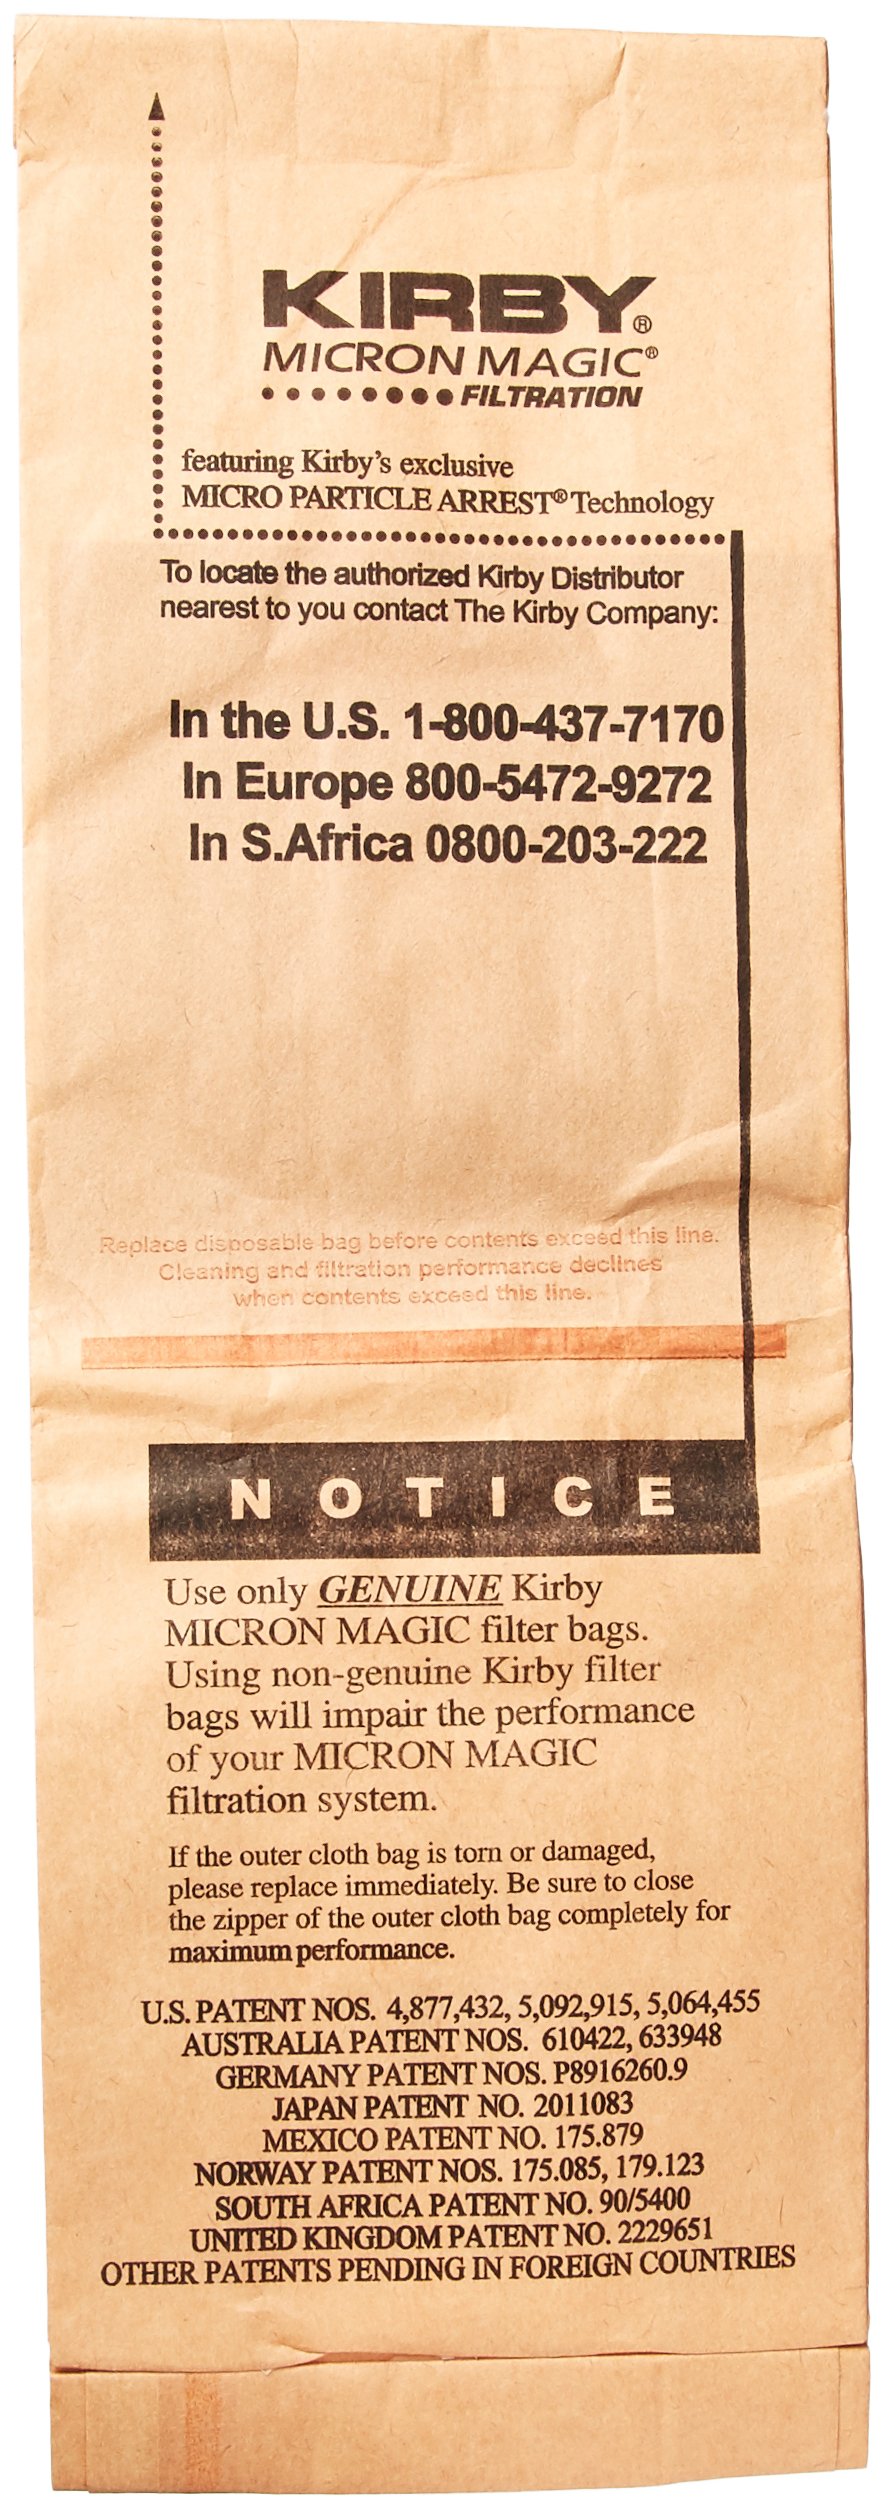 KIRBY®
MICRON MAGIC®
FILTRATION
featuring Kirby's exclusive
MICRO PARTICLE ARREST® Technology
To locate the authorized Kirby Distributor
nearest to you contact The Kirby Company:
In the U.S. 1-800-437-7170
In Europe 800-5472-9272
In S.Africa 0800-203-222
Replace disposable bag before contents exceed this line.
Cleaning and filtration performance declines
when contents exceed this line.
NOTICE
Use only GENUINE Kirby
MICRON MAGIC filter bags.
Using non-genuine Kirby filter
bags will impair the performance
of your MICRON MAGIC
filtration system.
If the outer cloth bag is torn or damaged,
please replace immediately. Be sure to close
the zipper of the outer cloth bag completely for
maximum performance.
U.S. PATENT NOS. 4,877,432, 5,092,915, 5,064,455
AUSTRALIA PATENT NOS. 610422, 633948
GERMANY PATENT NOS. P8916260.9
JAPAN PATENT NO. 2011083
MEXICO PATENT NO. 175.879
NORWAY PATENT NOS. 175.085, 179.123
SOUTH AFRICA PATENT NO. 90/5400
UNITED KINGDOM PATENT NO. 2229651
OTHER PATENTS PENDING IN FOREIGN COUNTRIES